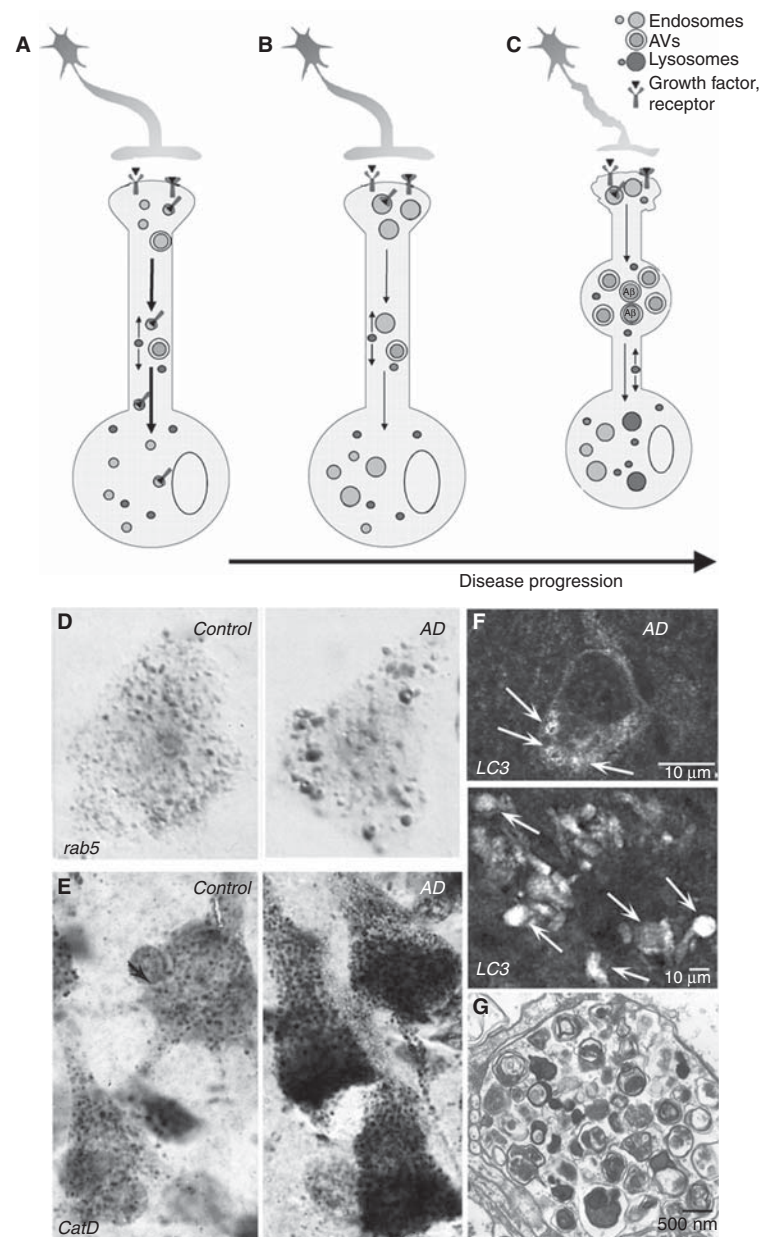 A
B
C
Endosomes
AVs
Lysosomes
Growth factor,
receptor
Aβ
Aβ
Disease progression
D
Control
AD
rab5
E
Control
AD
CatD
F
AD
LC3
10 μm
LC3
10 μm
G
500 nm